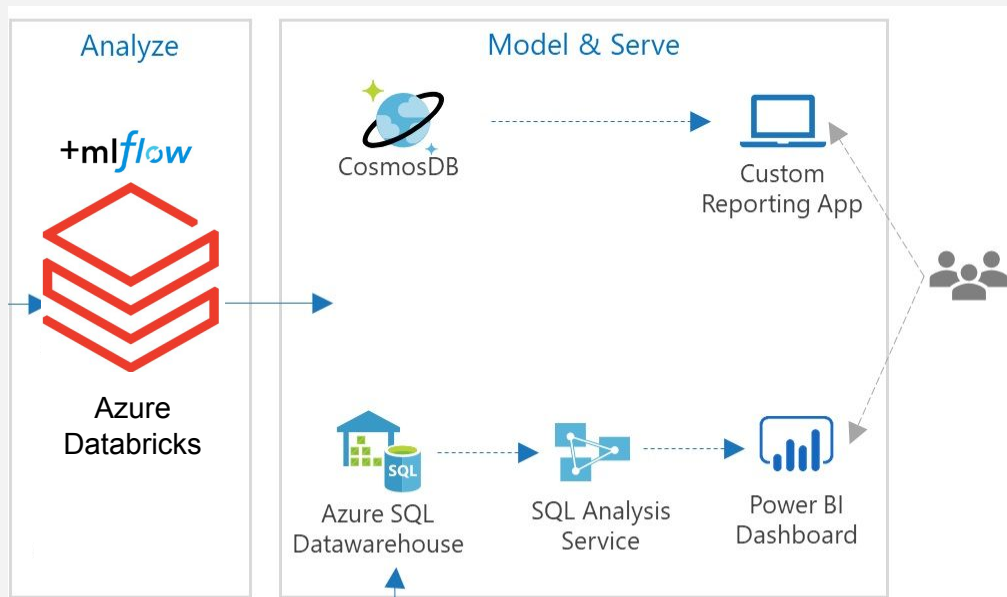 Analyze
+mlflow
Azure
Databricks
Model & Serve
CosmosDB
Custom
Reporting App
SQL
Azure SQL
Datawarehouse
SQL Analysis
Service
Power BI
Dashboard